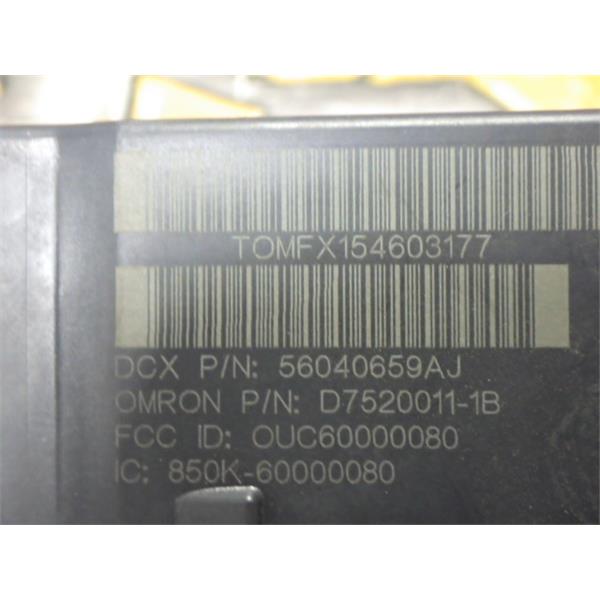 TOMFX154603177
DCX P/N: 56040659AJ
OMRON P/N: D7520011-1B
FCC ID: OUC60000080
IC: 850K-60000080